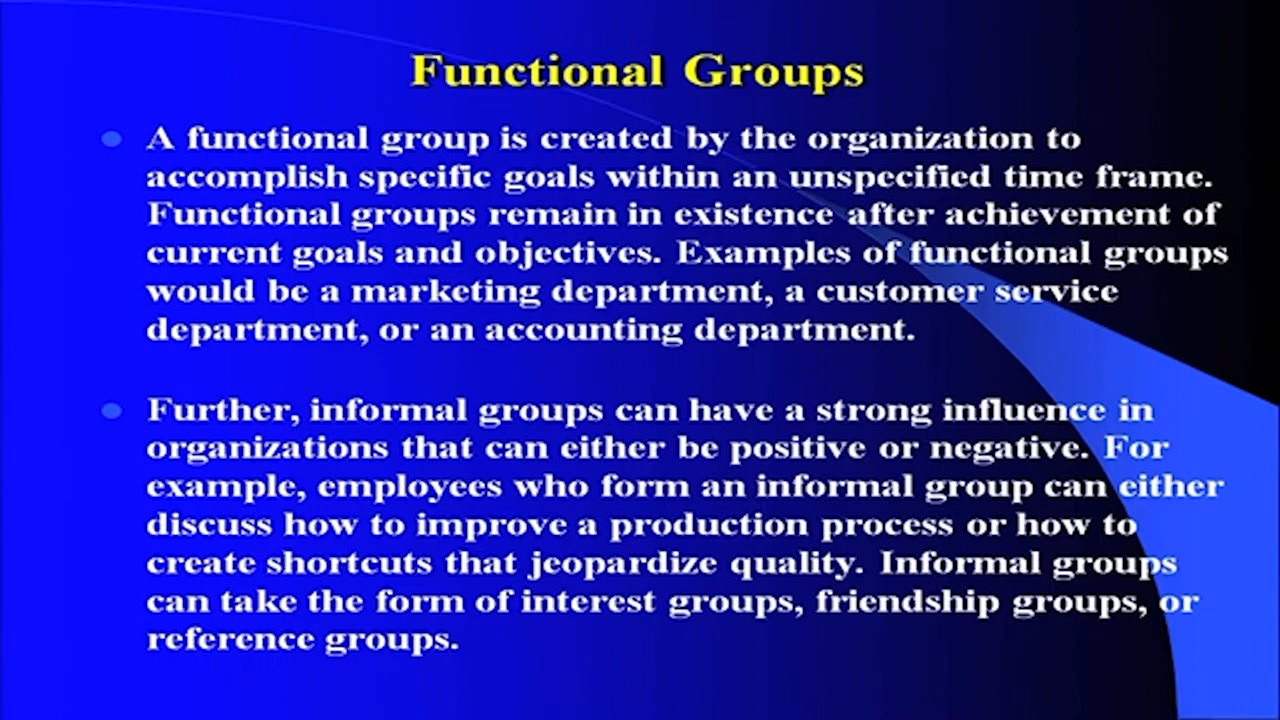 Functional Groups
A functional group is created by the organization to
accomplish specific goals within an unspecified time frame.
Functional groups remain in existence after achievement of
current goals and objectives. Examples of functional groups
would be a marketing department, a customer service
department, or an accounting department.
Further, informal groups can have a strong influence in
organizations that can either be positive or negative. For
example, employees who form an informal group can either
discuss how to improve a production process or how to
create shortcuts that jeopardize quality. Informal groups
can take the form of interest groups, friendship groups, or
reference groups.